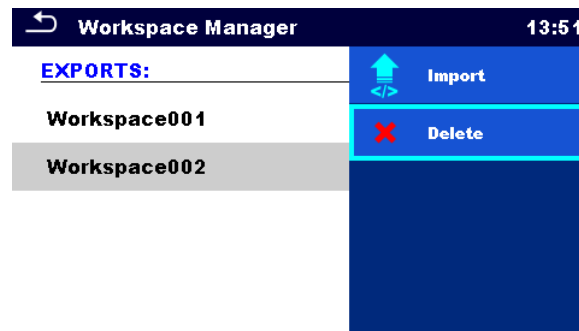 Workspace Manager 13:51
EXPORTS:
Import
Workspace001
Delete
Workspace002